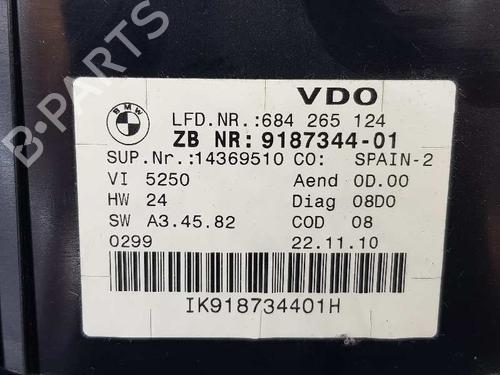 B-PARTS
VDO
BMW
LFD.NR.:684 265 124
ZB NR: 9187344-01
SUP.Nr.:14369510 CO: SPAIN-2
VI 5250 Aend 0D.00
HW 24 Diag 08D0
SW A3.45.82 COD 08
0299 22.11.10
IK918734401H